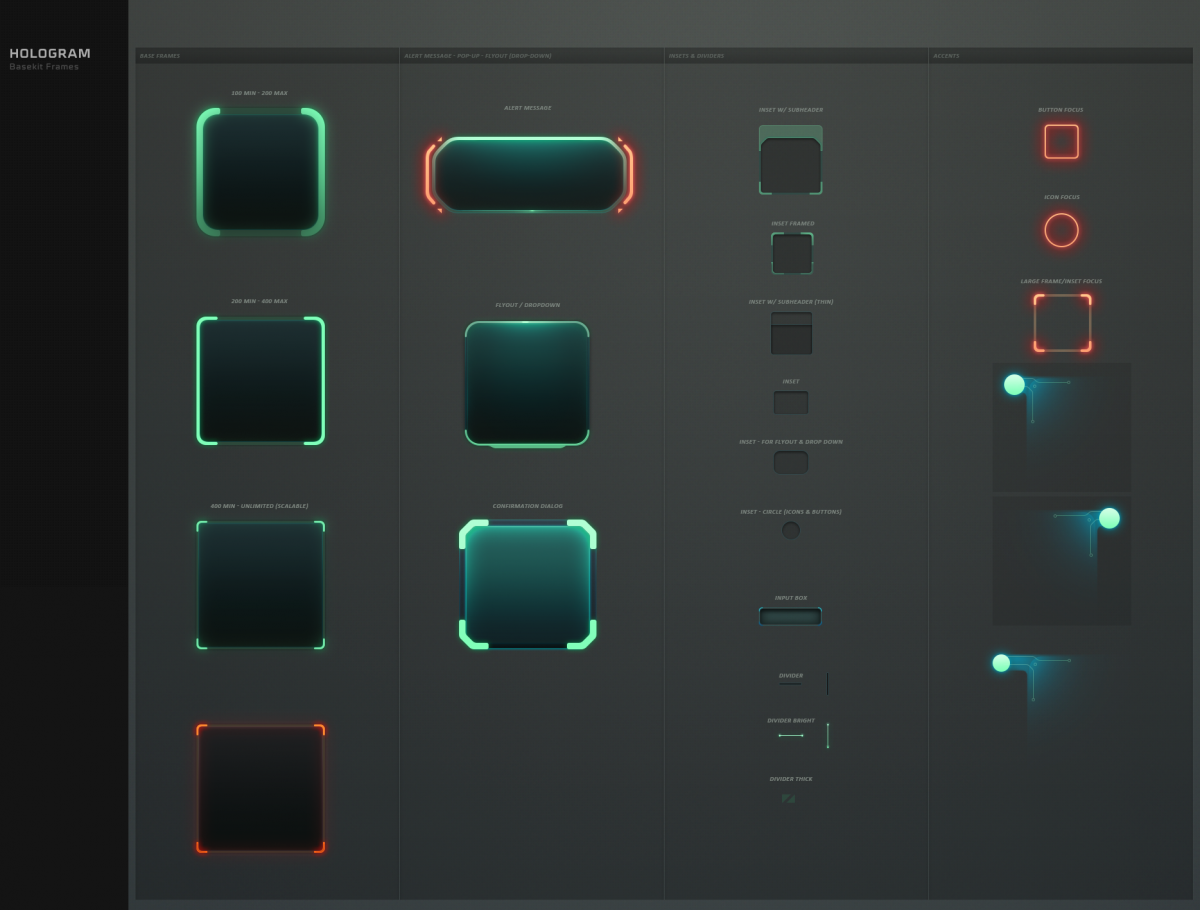 HOLOGRAM
Basekit Frames
BASE FRAMES
100 MIN - 200 MAX
200 MIN - 400 MAX
400 MIN - UNLIMITED (SCALABLE)
ALERT MESSAGE - POP-UP - FLYOUT (DROP-DOWN)
ALERT MESSAGE
FLYOUT / DROPDOWN
CONFIRMATION DIALOG
INSETS & DIVIDERS
INSET W/ SUBHEADER
INSET FRAMED
INSET W/ SUBHEADER (THIN)
INSET
INSET - FOR FLYOUT & DROP DOWN
INSET - CIRCLE (ICONS & BUTTONS)
INPUT BOX
DIVIDER
DIVIDER BRIGHT
DIVIDER THICK
ACCENTS
BUTTON FOCUS
ICON FOCUS
LARGE FRAME/INSET FOCUS